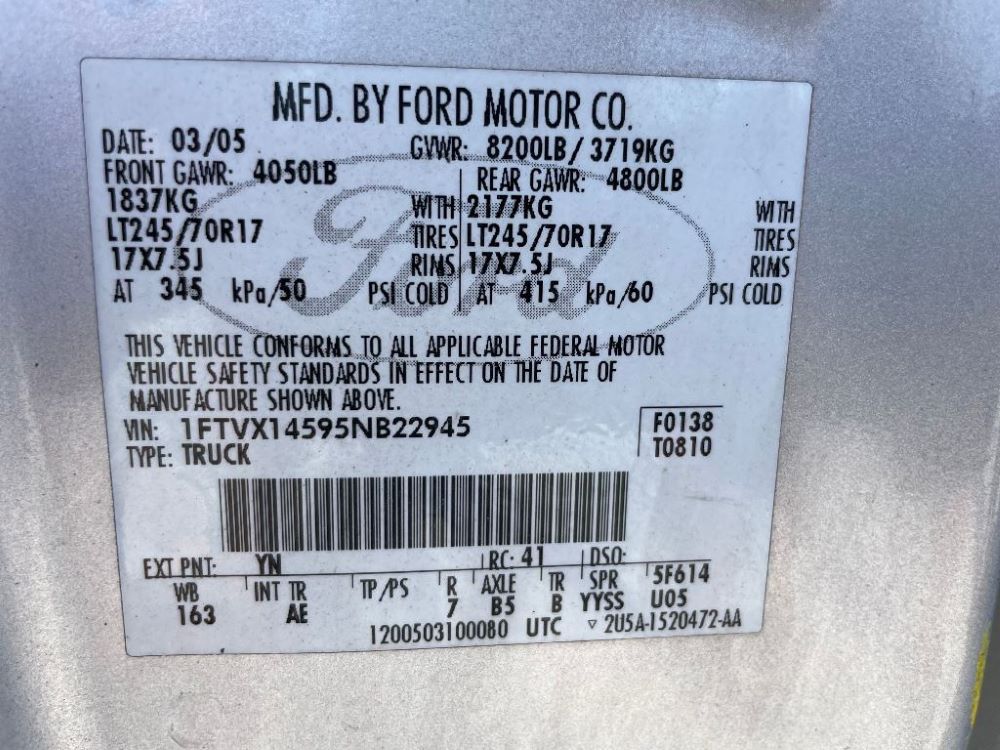 MFD. BY FORD MOTOR CO.
DATE: 03/05 GVWR: 8200LB/ 3719KG
FRONT GAWR: 4050LB REAR GAWR: 4800LB
1837KG WITH 2177KG WITH
LT245/70R17 TIRES LT245/70R17 TIRES
17X7.5J RIMS 17X7.5J RIMS
AT 345 kPa/50 PSI COLD AT 415 kPa/60 PSI COLD
Ford
THIS VEHICLE CONFORMS TO ALL APPLICABLE FEDERAL MOTOR
VEHICLE SAFETY STANDARDS IN EFFECT ON THE DATE OF
MANUFACTURE SHOWN ABOVE.
VIN: 1FTVX14595NB22945 F0138
TYPE: TRUCK T0810
EXT PNT: YN RC: 41 DSO:
WB INT TR TP/PS R AXLE TR SPR 5F614
163 AE 7 B5 B YYSS U05
12005031000B0 UTC ▽ 2U5A-1520472-AA